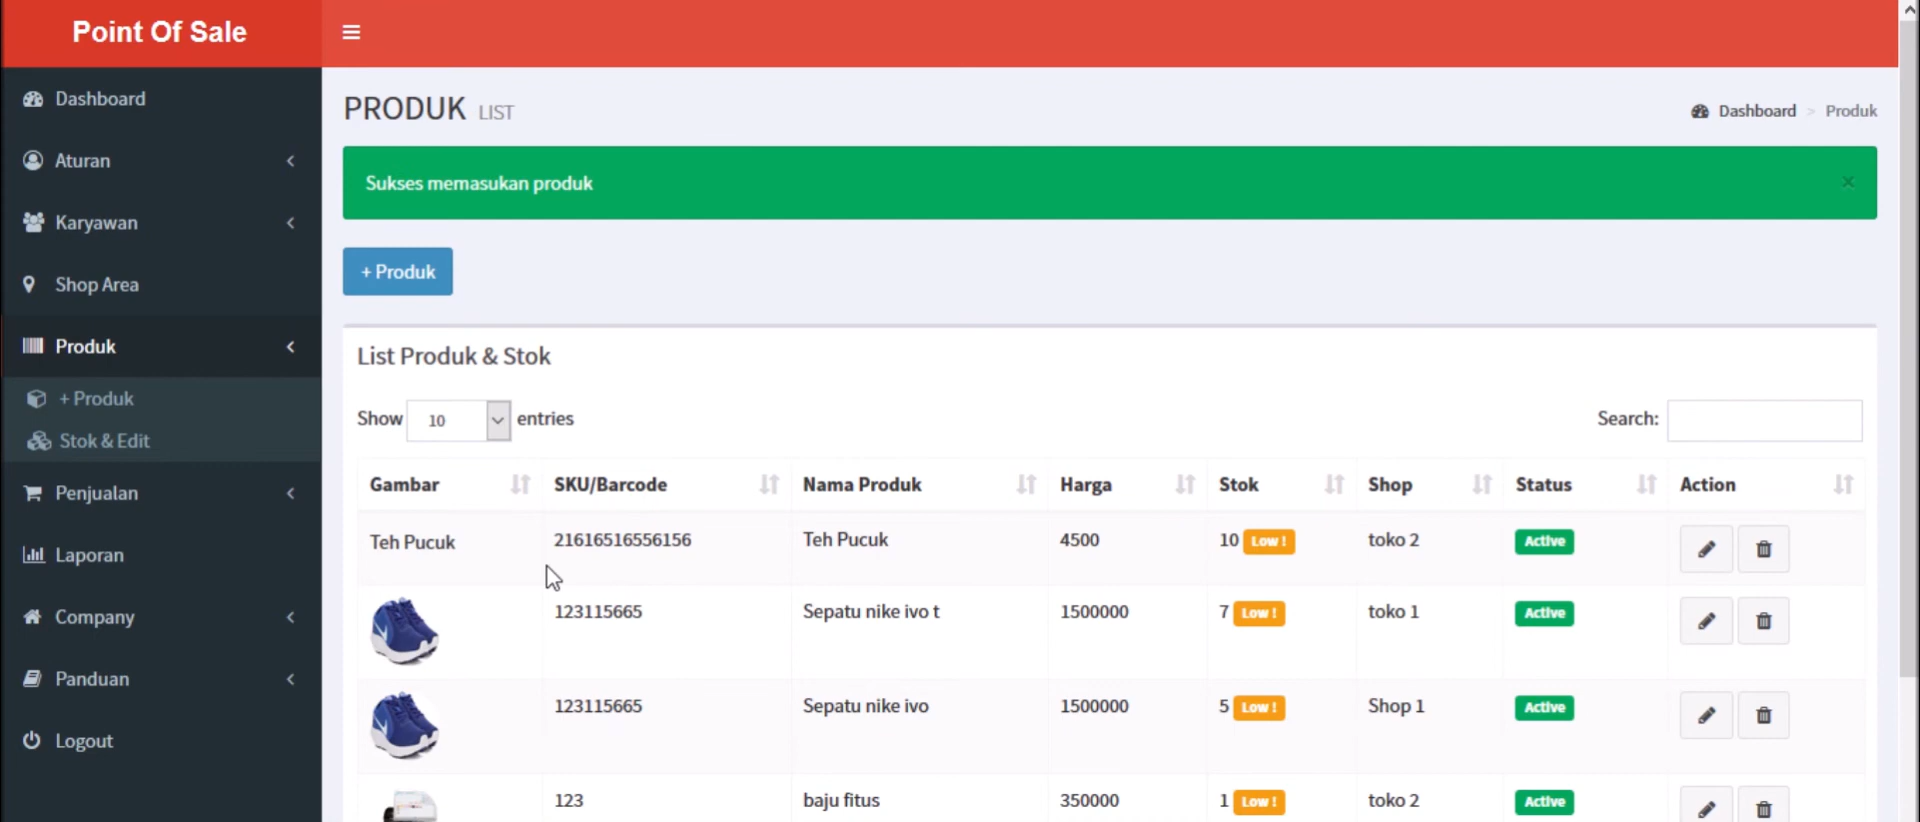 Point Of Sale
Dashboard
Aturan
Karyawan
Shop Area
Produk
+ Produk
Stok & Edit
Penjualan
Laporan
Company
Panduan
Logout
PRODUK LIST
Dashboard > Produk
Sukses memasukan produk ×
+ Produk
List Produk & Stok
Show 10 entries
Search:
Gambar SKU/Barcode Nama Produk Harga Stok Shop Status Action
Teh Pucuk 21616516556156 Teh Pucuk 4500 10 Low ! toko 2 Active
123115665 Sepatu nike ivo t 1500000 7 Low ! toko 1 Active
123115665 Sepatu nike ivo 1500000 5 Low ! Shop 1 Active
123 baju fitus 350000 1 Low ! toko 2 Active